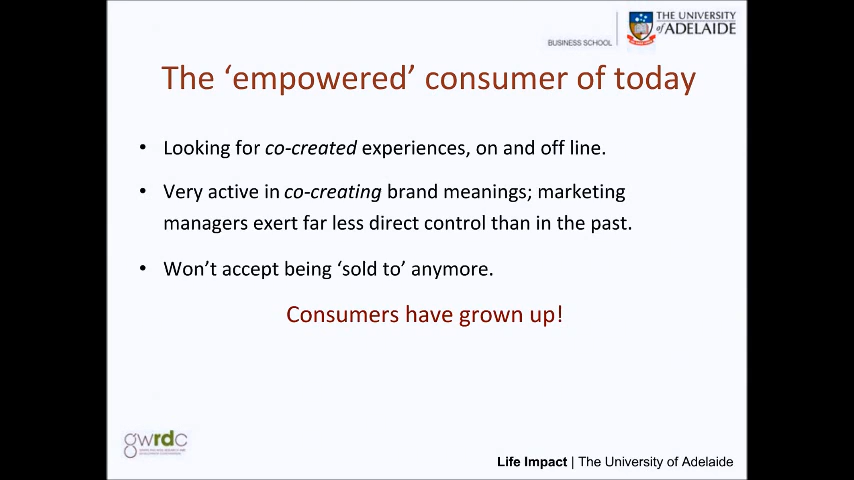 BUSINESS SCHOOL
THE UNIVERSITY
of ADELAIDE
The ‘empowered’ consumer of today
• Looking for co-created experiences, on and off line.
• Very active in co-creating brand meanings; marketing
managers exert far less direct control than in the past.
• Won’t accept being ‘sold to’ anymore.
Consumers have grown up!
gwrdc
Life Impact | The University of Adelaide